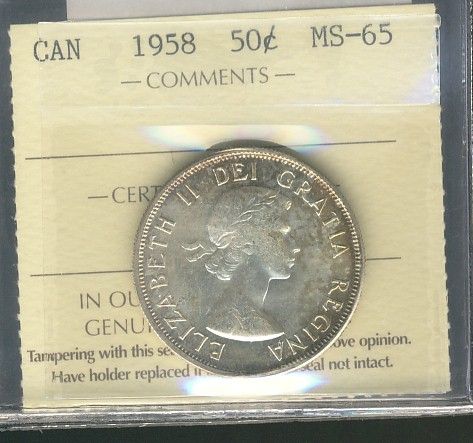 CAN 1958 50¢ MS-65
— COMMENTS —
— CERT
ELIZABETH II DEI GRATIA REGINA
IN OU
GENU
Tampering with this se ove opinion.
Have holder replaced i eal not intact.